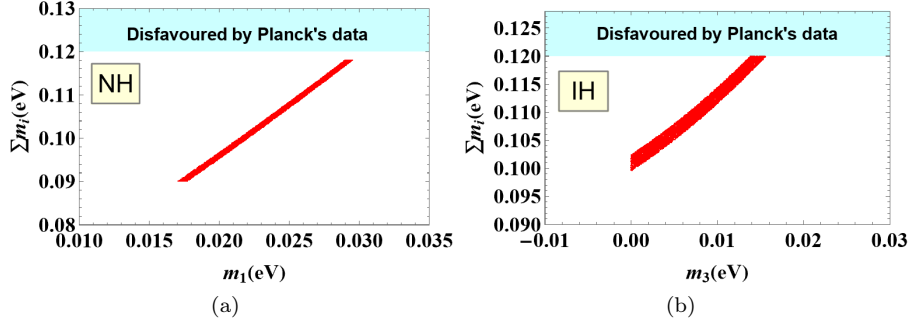 0.13
0.12
0.11
0.10
0.09
0.08
∑mᵢ(eV)
Disfavoured by Planck's data
NH
0.010 0.015 0.020 0.025 0.030 0.035
m₁(eV)
(a)
0.125
0.120
0.115
0.110
0.105
0.100
0.095
0.090
∑mᵢ(eV)
Disfavoured by Planck's data
IH
−0.01 0.00 0.01 0.02 0.03
m₃(eV)
(b)